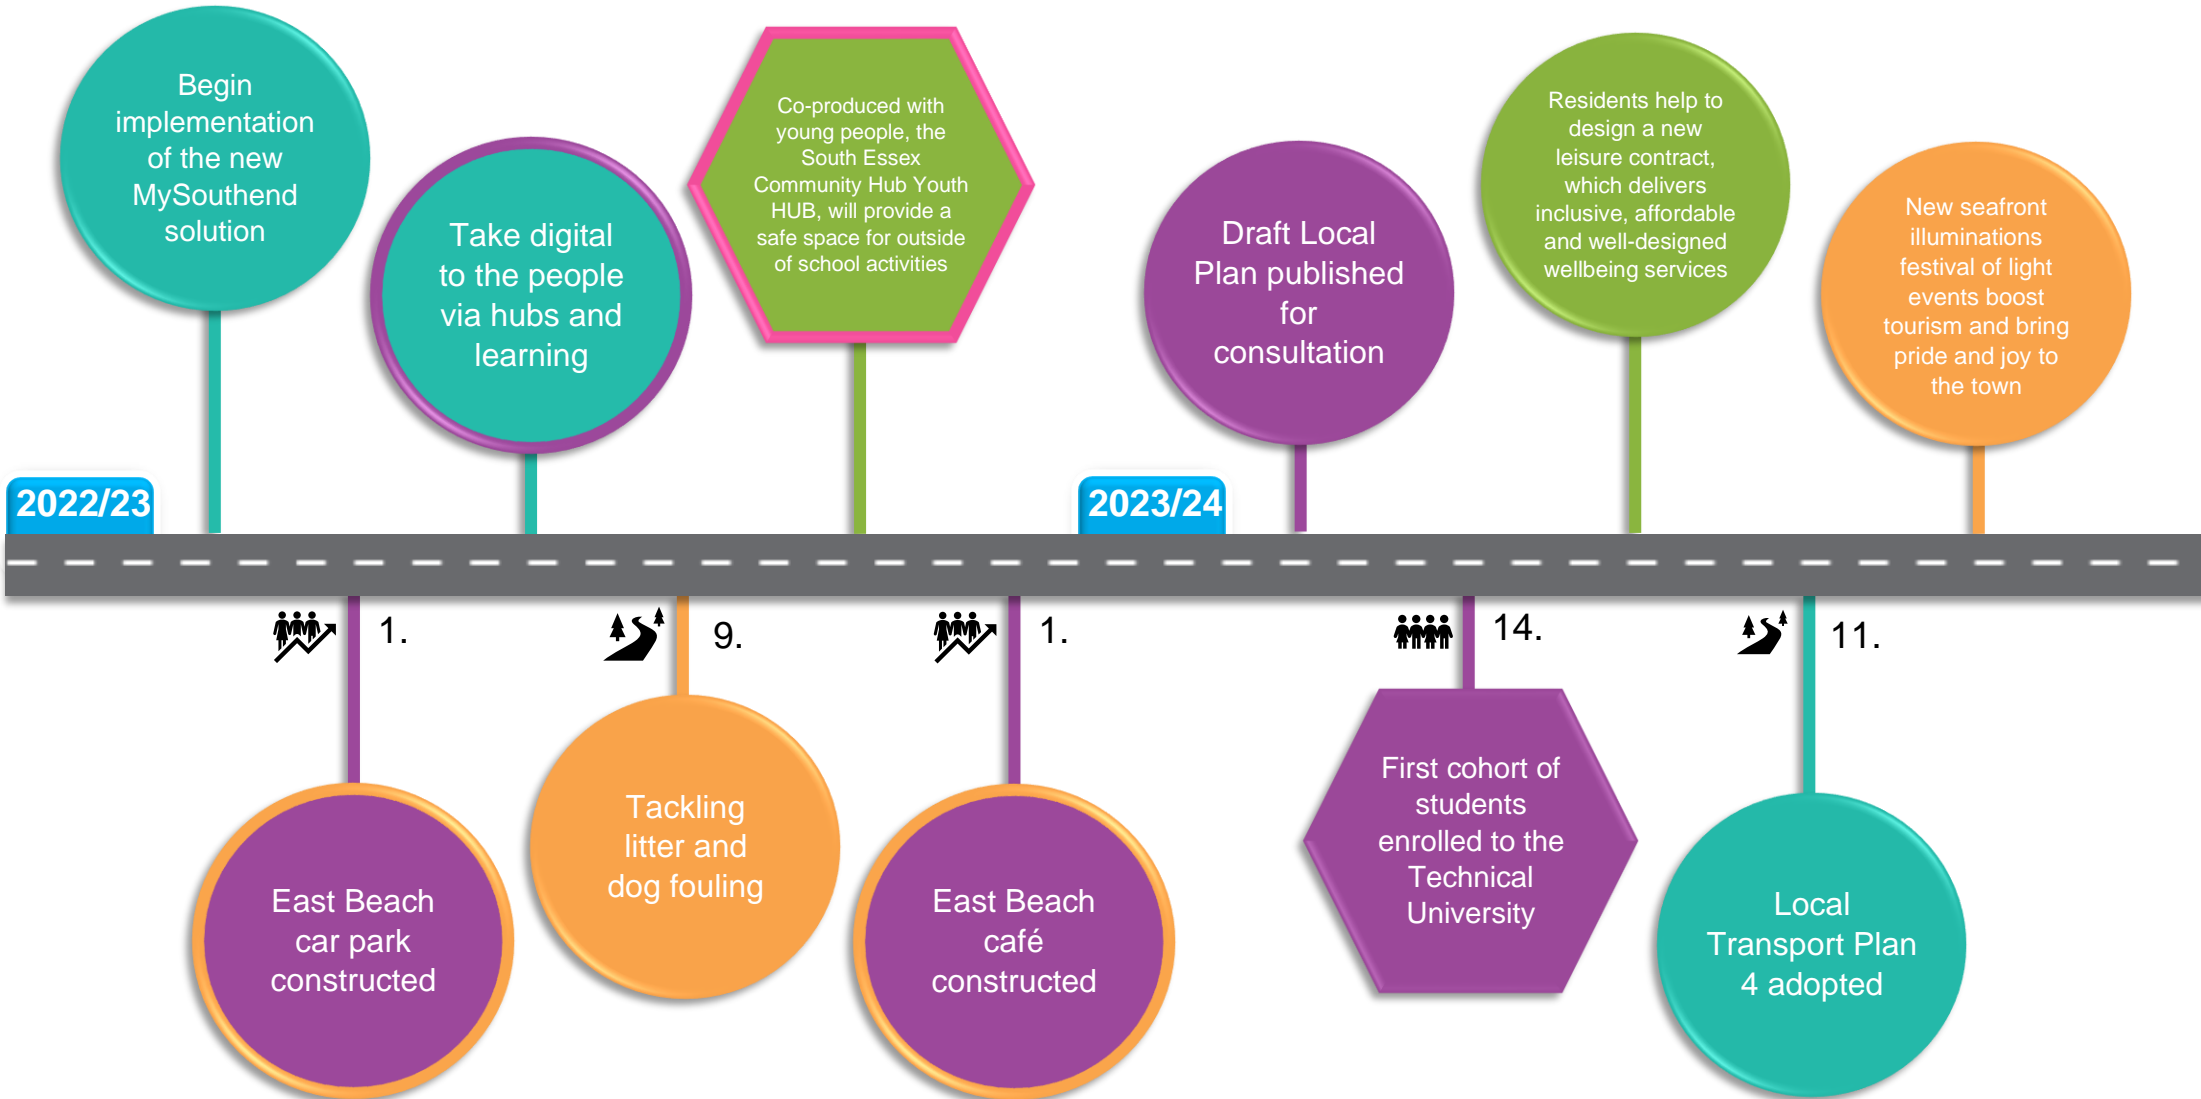 Begin
implementation
of the new
MySouthend
solution
Take digital
to the people
via hubs and
learning
Co-produced with
young people, the
South Essex
Community Hub Youth
HUB, will provide a
safe space for outside
of school activities
Draft Local
Plan published
for
consultation
Residents help to
design a new
leisure contract,
which delivers
inclusive, affordable
and well-designed
wellbeing services
New seafront
illuminations
festival of light
events boost
tourism and bring
pride and joy to
the town
2022/23
2023/24
1.
9.
1.
14.
11.
East Beach
car park
constructed
Tackling
litter and
dog fouling
East Beach
café
constructed
First cohort of
students
enrolled to the
Technical
University
Local
Transport Plan
4 adopted